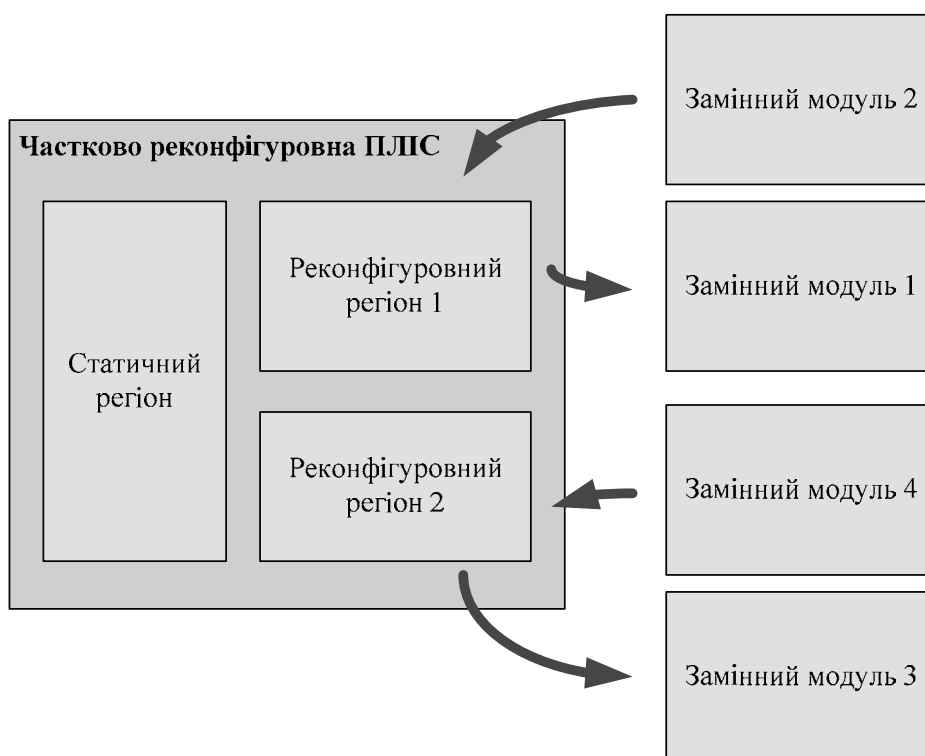 Замінний модуль 2
Частково реконфігуровна ПЛІС
Реконфігуровний
регіон 1
Замінний модуль 1
Статичний
регіон
Реконфігуровний
регіон 2
Замінний модуль 4
Замінний модуль 3